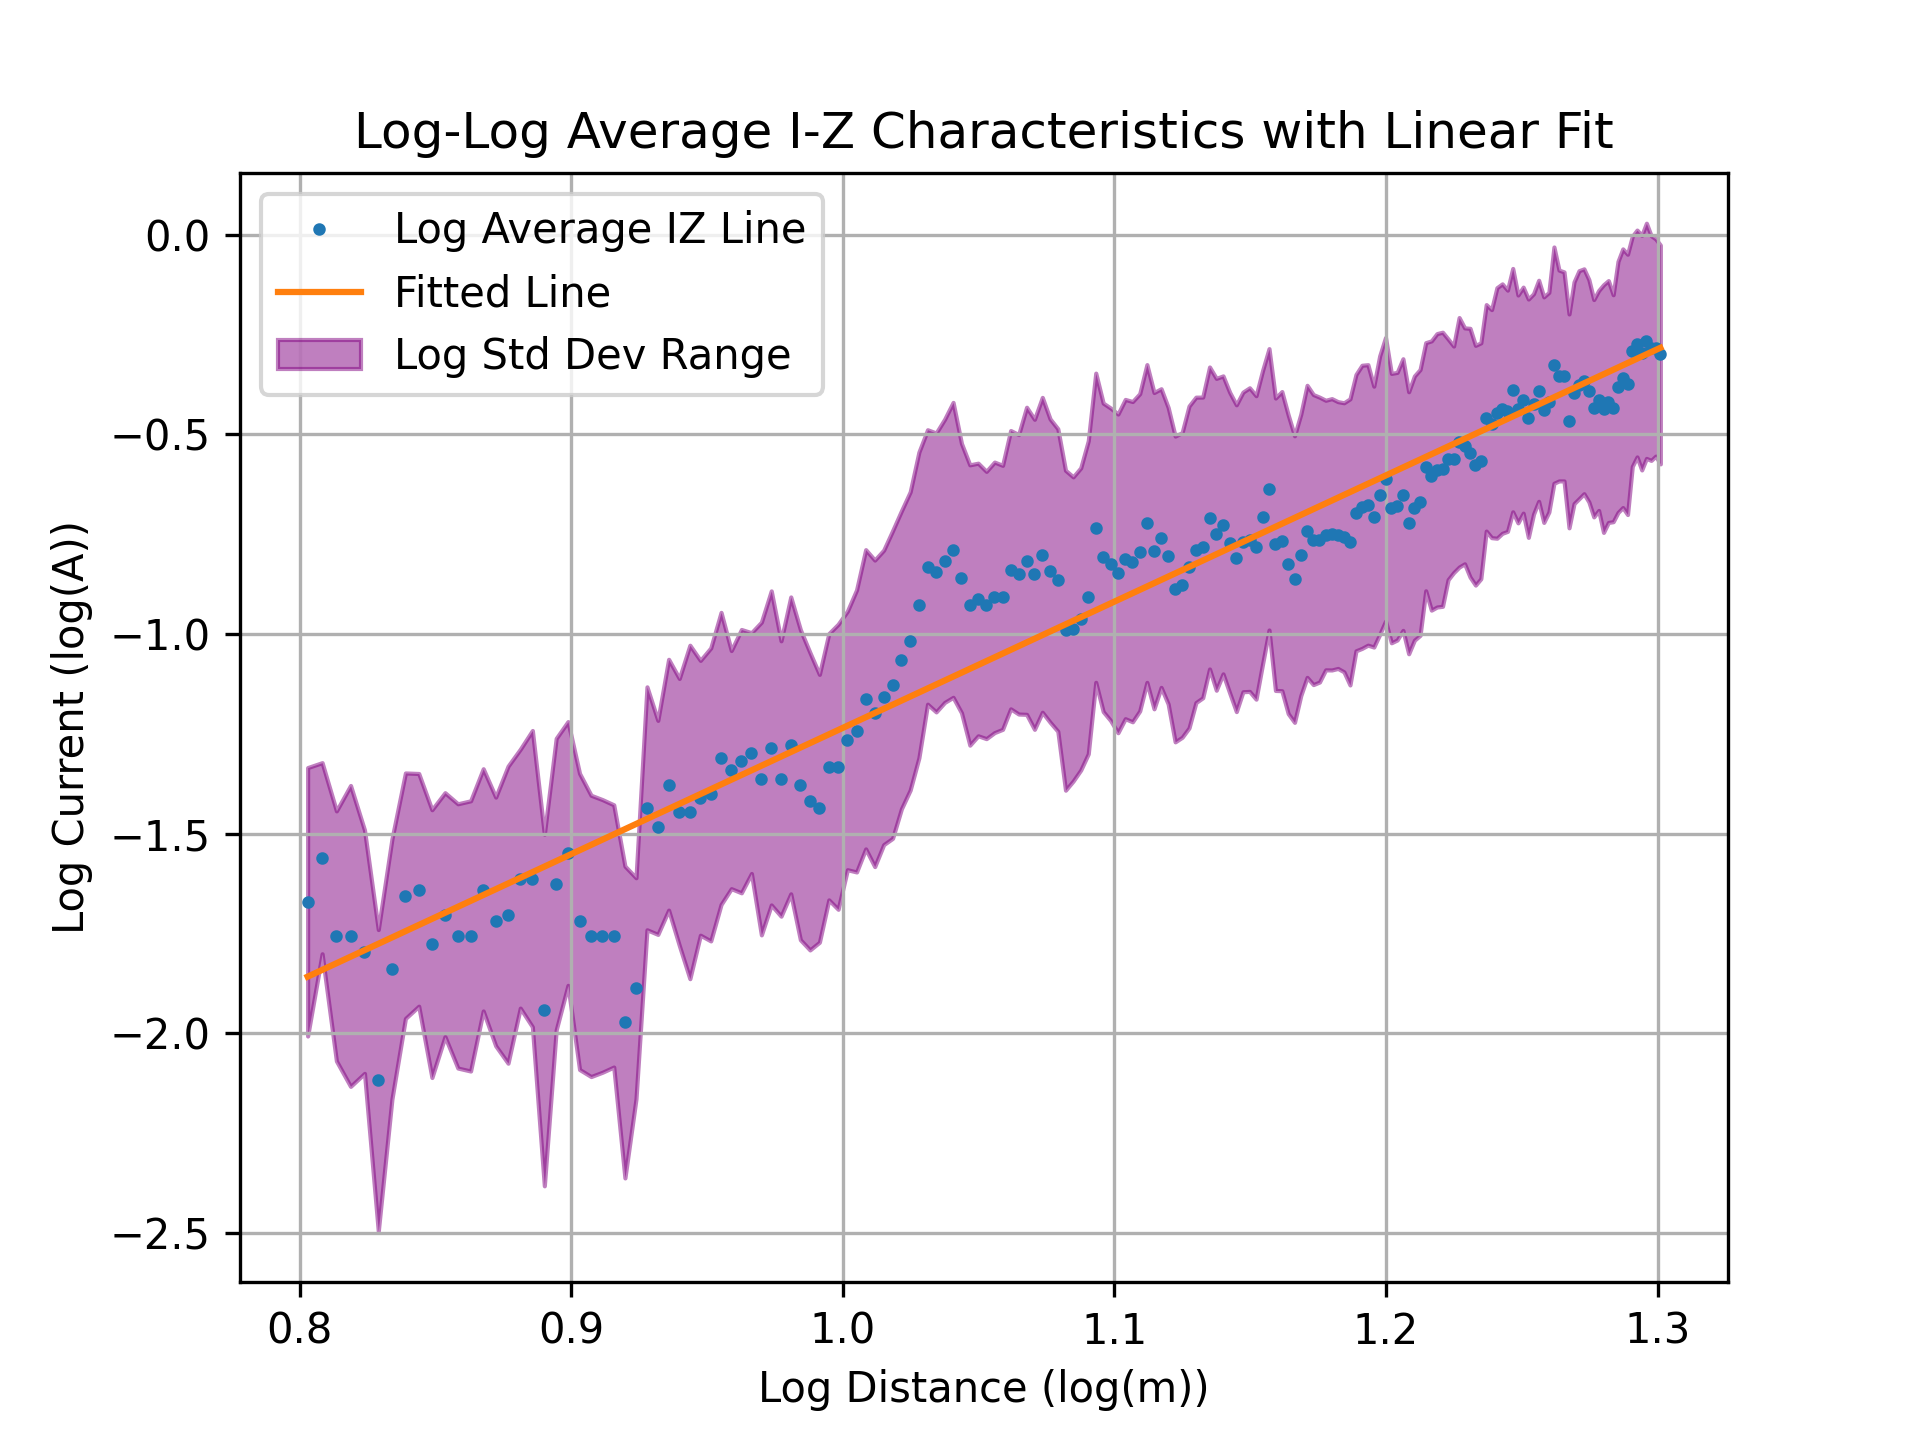 Log-Log Average I-Z Characteristics with Linear Fit
Log Average IZ Line
Fitted Line
Log Std Dev Range
Log Current (log(A))
0.0
−0.5
−1.0
−1.5
−2.0
−2.5
0.8 0.9 1.0 1.1 1.2 1.3
Log Distance (log(m))